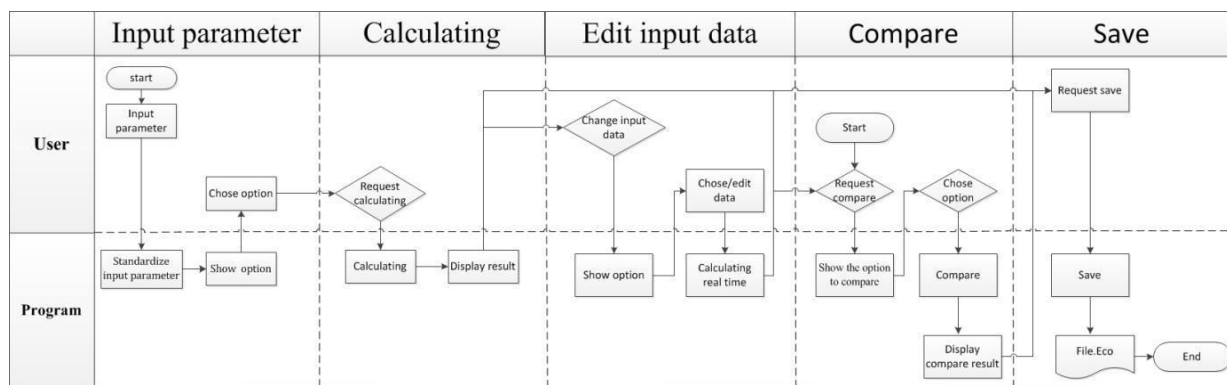 Input parameter
Calculating
Edit input data
Compare
Save
User
start
Input
parameter
Chose option
Request
calculating
Change input
data
Chose/edit
data
Start
Request
compare
Chose
option
Request save
Program
Standardize
input parameter
Show option
Calculating
Display result
Show option
Calculating
real time
Show the option
to compare
Compare
Display
compare result
Save
File.Eco
End